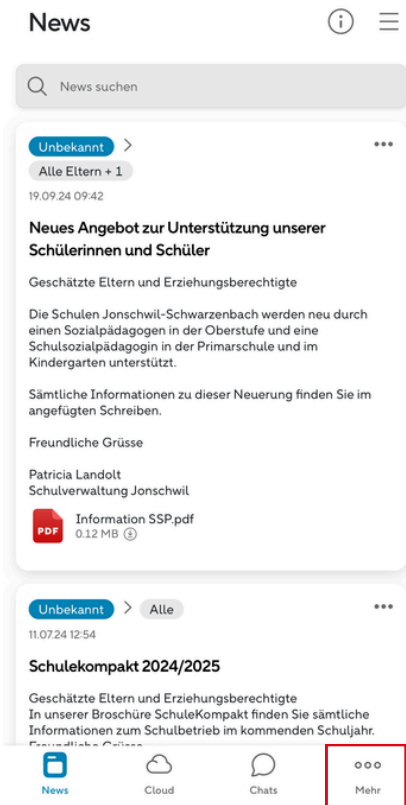 News
News suchen
Unbekannt
Alle Eltern + 1
19.09.24 09:42
Neues Angebot zur Unterstützung unserer
Schülerinnen und Schüler
Geschätzte Eltern und Erziehungsberechtigte
Die Schulen Jonschwil-Schwarzenbach werden neu durch
einen Sozialpädagogen in der Oberstufe und eine
Schulsozialpädagogin in der Primarschule und im
Kindergarten unterstützt.
Sämtliche Informationen zu dieser Neuerung finden Sie im
angefügten Schreiben.
Freundliche Grüsse
Patricia Landolt
Schulverwaltung Jonschwil
PDF
Information SSP.pdf
0.12 MB
Unbekannt > Alle
11.07.24 12:54
Schulekompakt 2024/2025
Geschätzte Eltern und Erziehungsberechtigte
In unserer Broschüre SchuleKompakt finden Sie sämtliche
Informationen zum Schulbetrieb im kommenden Schuljahr.
Freundliche Grüsse
News Cloud Chats Mehr